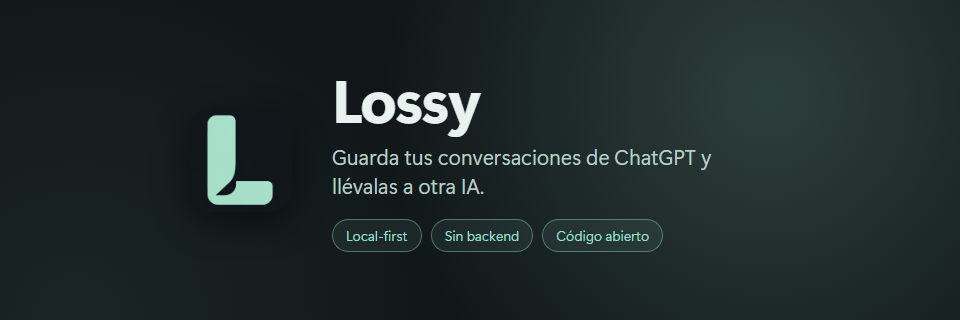 Lossy
Guarda tus conversaciones de ChatGPT y
llévalas a otra IA.
Local-first
Sin backend
Código abierto